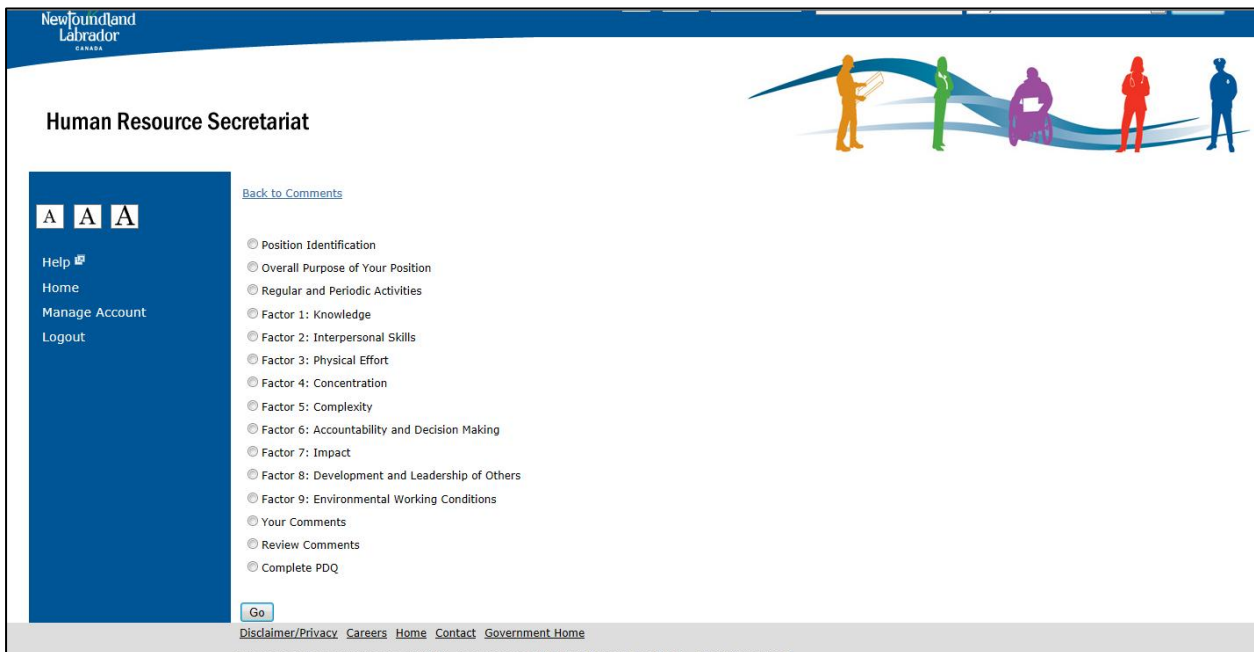 Newfoundland
Labrador
CANADA
Human Resource Secretariat
A A A
Help
Home
Manage Account
Logout
Back to Comments
Position Identification
Overall Purpose of Your Position
Regular and Periodic Activities
Factor 1: Knowledge
Factor 2: Interpersonal Skills
Factor 3: Physical Effort
Factor 4: Concentration
Factor 5: Complexity
Factor 6: Accountability and Decision Making
Factor 7: Impact
Factor 8: Development and Leadership of Others
Factor 9: Environmental Working Conditions
Your Comments
Review Comments
Complete PDQ
Go
Disclaimer/Privacy Careers Home Contact Government Home